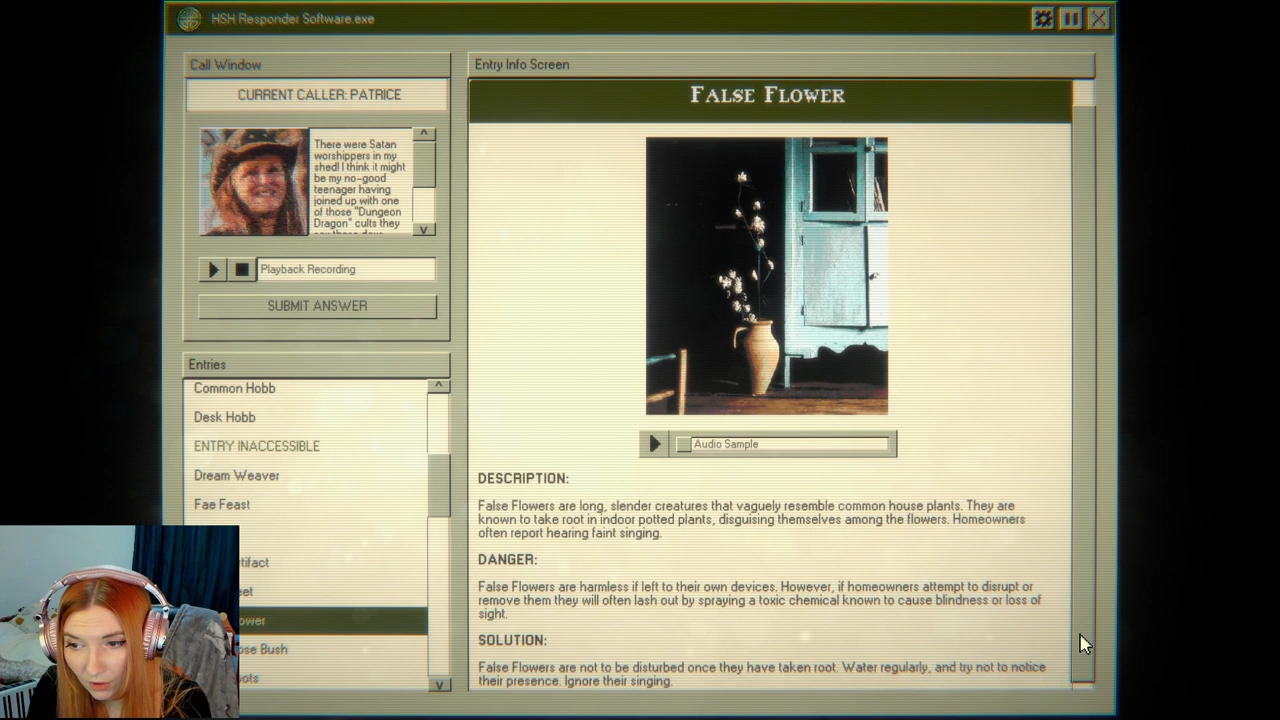 HSH Responder Software.exe
Call Window
CURRENT CALLER: PATRICE
There were Satan
worshippers in my
shed! I think it might
be my no-good
teenager having
joined up with one
of those "Dungeon
Dragon" cults they
Playback Recording
SUBMIT ANSWER
Entries
Common Hobb
Desk Hobb
ENTRY INACCESSIBLE
Dream Weaver
Fae Feast
Entry Info Screen
FALSE FLOWER
Audio Sample
DESCRIPTION:
False Flowers are long, slender creatures that vaguely resemble common house plants. They are
known to take root in indoor potted plants, disguising themselves among the flowers. Homeowners
often report hearing faint singing.
DANGER:
False Flowers are harmless if left to their own devices. However, if homeowners attempt to disrupt or
remove them they will often lash out by spraying a toxic chemical known to cause blindness or loss of
sight.
SOLUTION:
False Flowers are not to be disturbed once they have taken root. Water regularly, and try not to notice
their presence. Ignore their singing.